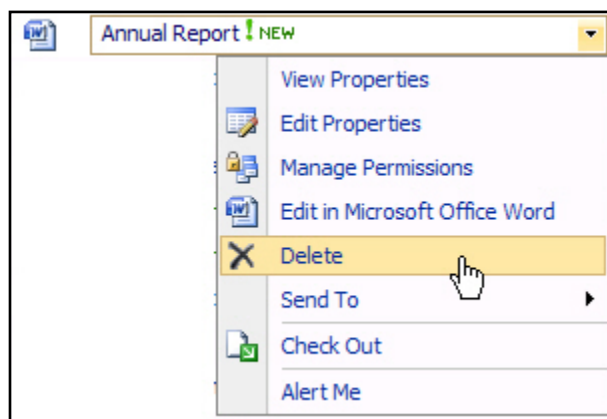 Annual Report ! NEW
View Properties
Edit Properties
Manage Permissions
Edit in Microsoft Office Word
Delete
Send To
Check Out
Alert Me